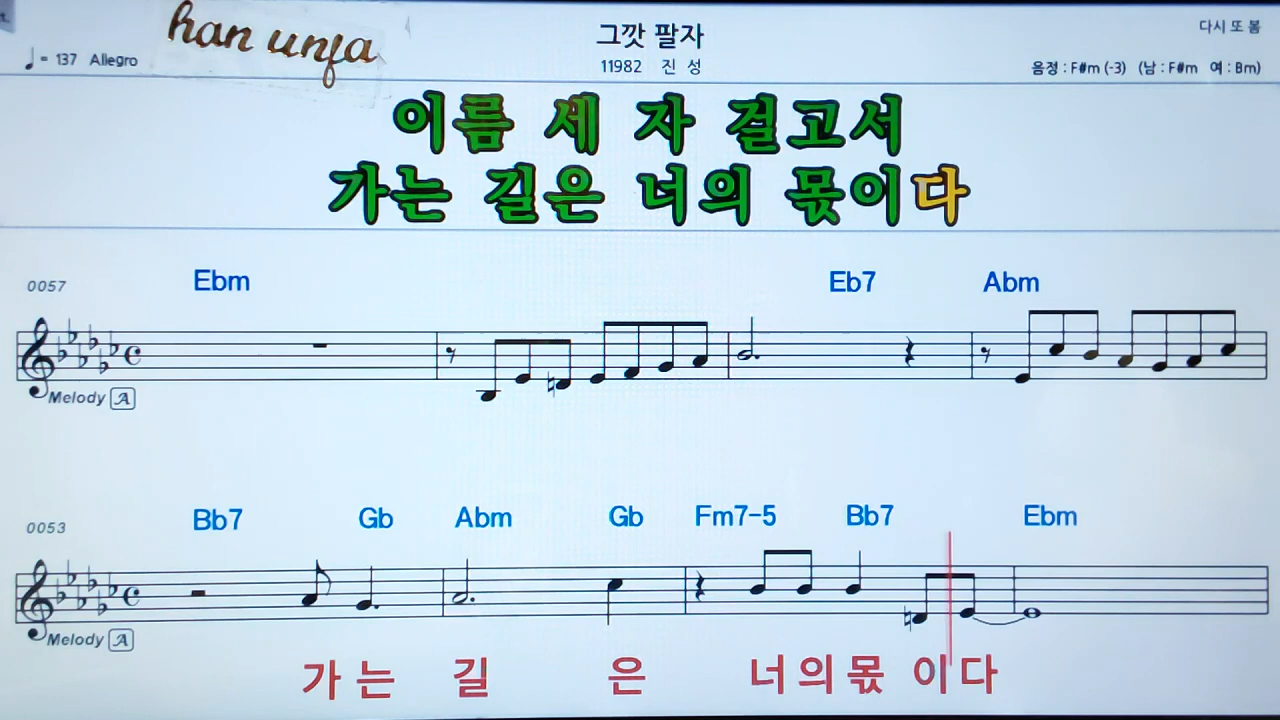 han unja
그깟 팔자
다시 또 봄
♩= 137 Allegro
11982 진 성
음정 : F#m (-3) (남 : F#m 여 : Bm)
이름 세 자 걸고서
가는 길은 너의 몫이다
0057 Ebm Eb7 Abm
Melody A
0053 Bb7 Gb Abm Gb Fm7-5 Bb7 Ebm
Melody A
가 는 길 은 너 의 몫 이 다